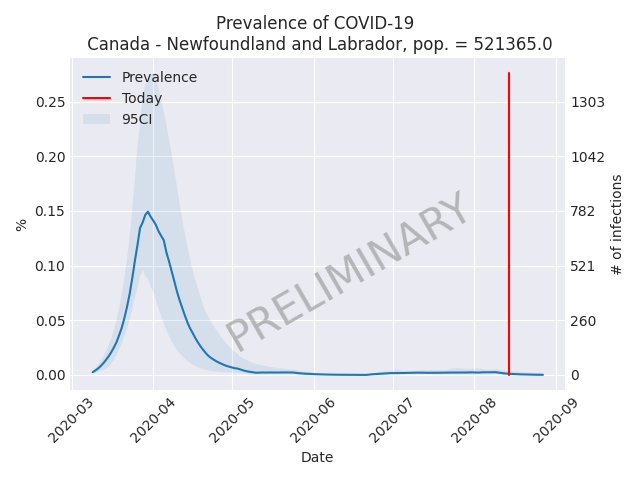 Prevalence of COVID-19
Canada - Newfoundland and Labrador, pop. = 521365.0
Prevalence
Today
95CI
0.25
0.20
0.15
0.10
0.05
0.00
%
1303
1042
782
521
260
0
# of infections
PRELIMINARY
2020-03
2020-04
2020-05
2020-06
2020-07
2020-08
2020-09
Date